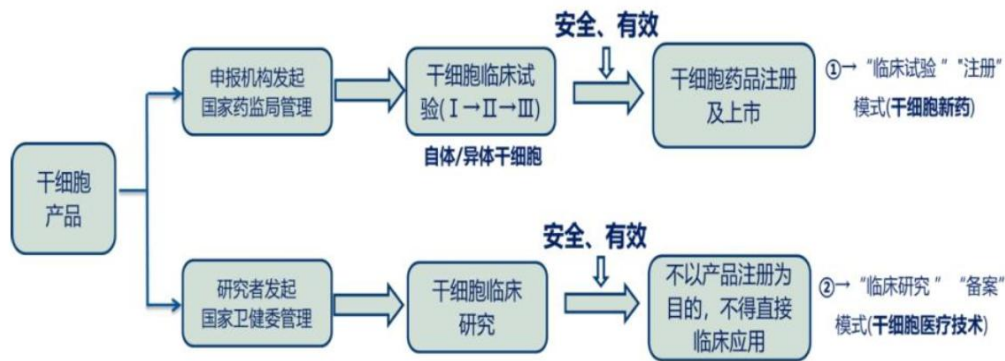 安全、有效
申报机构发起
国家药监局管理
干细胞临床试
验(Ⅰ→Ⅱ→Ⅲ)
自体/异体干细胞
干细胞药品注册
及上市
①→ “临床试验 ” "注册”
模式(干细胞新药)
干细胞
产品
安全、有效
研究者发起
国家卫健委管理
干细胞临床
研究
不以产品注册为
目的，不得直接
临床应用
②→ “临床研究 ” “备案”
模式(干细胞医疗技术)